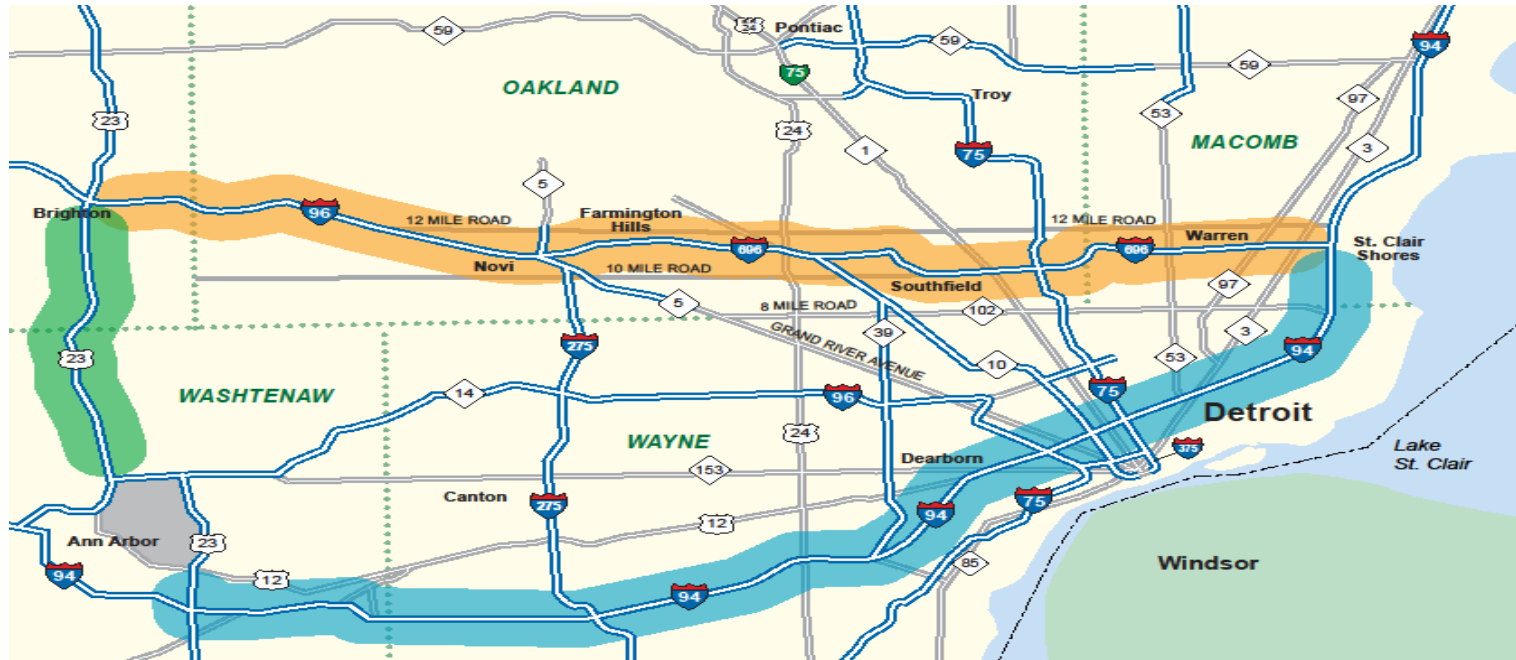 59
24
Pontiac
59
94
75
59
OAKLAND
Troy
97
23
24
53
MACOMB
1
75
3
5
Brighton
96
12 MILE ROAD
Farmington
Hills
12 MILE ROAD
696
696
Warren
St. Clair
Shores
Novi
10 MILE ROAD
Southfield
97
5
8 MILE ROAD
102
39
GRAND RIVER AVENUE
3
275
94
23
10
53
WASHTENAW
14
96
75
Detroit
WAYNE
24
375
Lake
St. Clair
Dearborn
153
Canton
275
75
94
12
Ann Arbor
23
85
Windsor
94
12
94